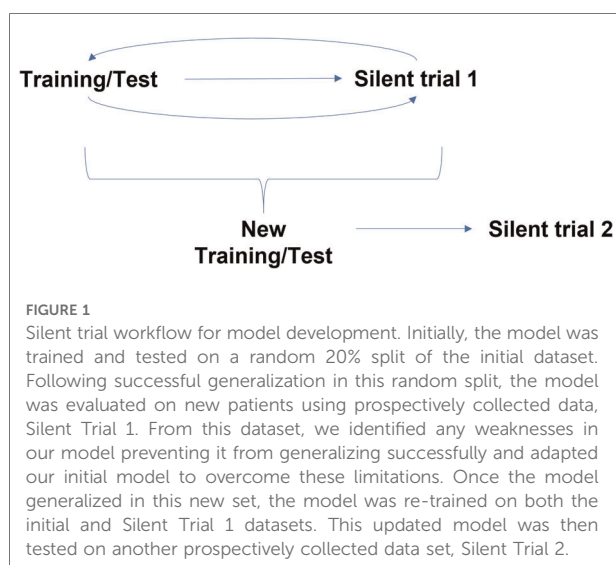 Training/Test
Silent trial 1
New
Training/Test
Silent trial 2
FIGURE 1
Silent trial workflow for model development. Initially, the model was
trained and tested on a random 20% split of the initial dataset.
Following successful generalization in this random split, the model
was evaluated on new patients using prospectively collected data,
Silent Trial 1. From this dataset, we identified any weaknesses in
our model preventing it from generalizing successfully and adapted
our initial model to overcome these limitations. Once the model
generalized in this new set, the model was re-trained on both the
initial and Silent Trial 1 datasets. This updated model was then
tested on another prospectively collected data set, Silent Trial 2.